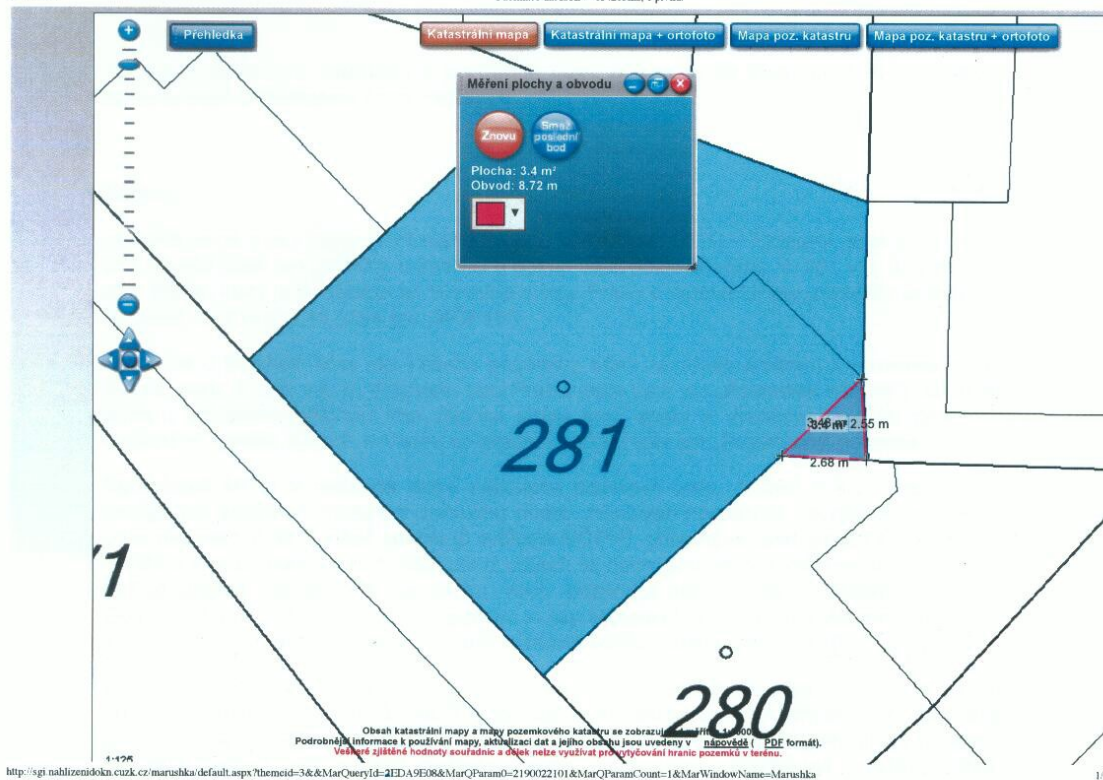 Přehledka
Katastrální mapa
Katastrální mapa + ortofoto
Mapa poz. katastru
Mapa poz. katastru + ortofoto
Měření plochy a obvodu
Znovu
Smaž
poslední
bod
Plocha: 3.4 m²
Obvod: 8.72 m
2.55 m
2.68 m
281
/1
280
Obsah katastrální mapy a mapy pozemkového katastru se zobrazují
Podrobnější informace k používání mapy, aktualizaci dat a jejího obsahu jsou uvedeny v nápovědě ( PDF formát).
Veškeré zjištěné hodnoty souřadnic a délek nelze využívat pro vytyčování hranic pozemků v terénu.
1:125
http://sgi.nahlizenidokn.cuzk.cz/marushka/default.aspx?themeid=3&&MarQueryId=2EDA9E08&MarQParam0=2190022101&MarQParamCount=1&MarWindowName=Marushka